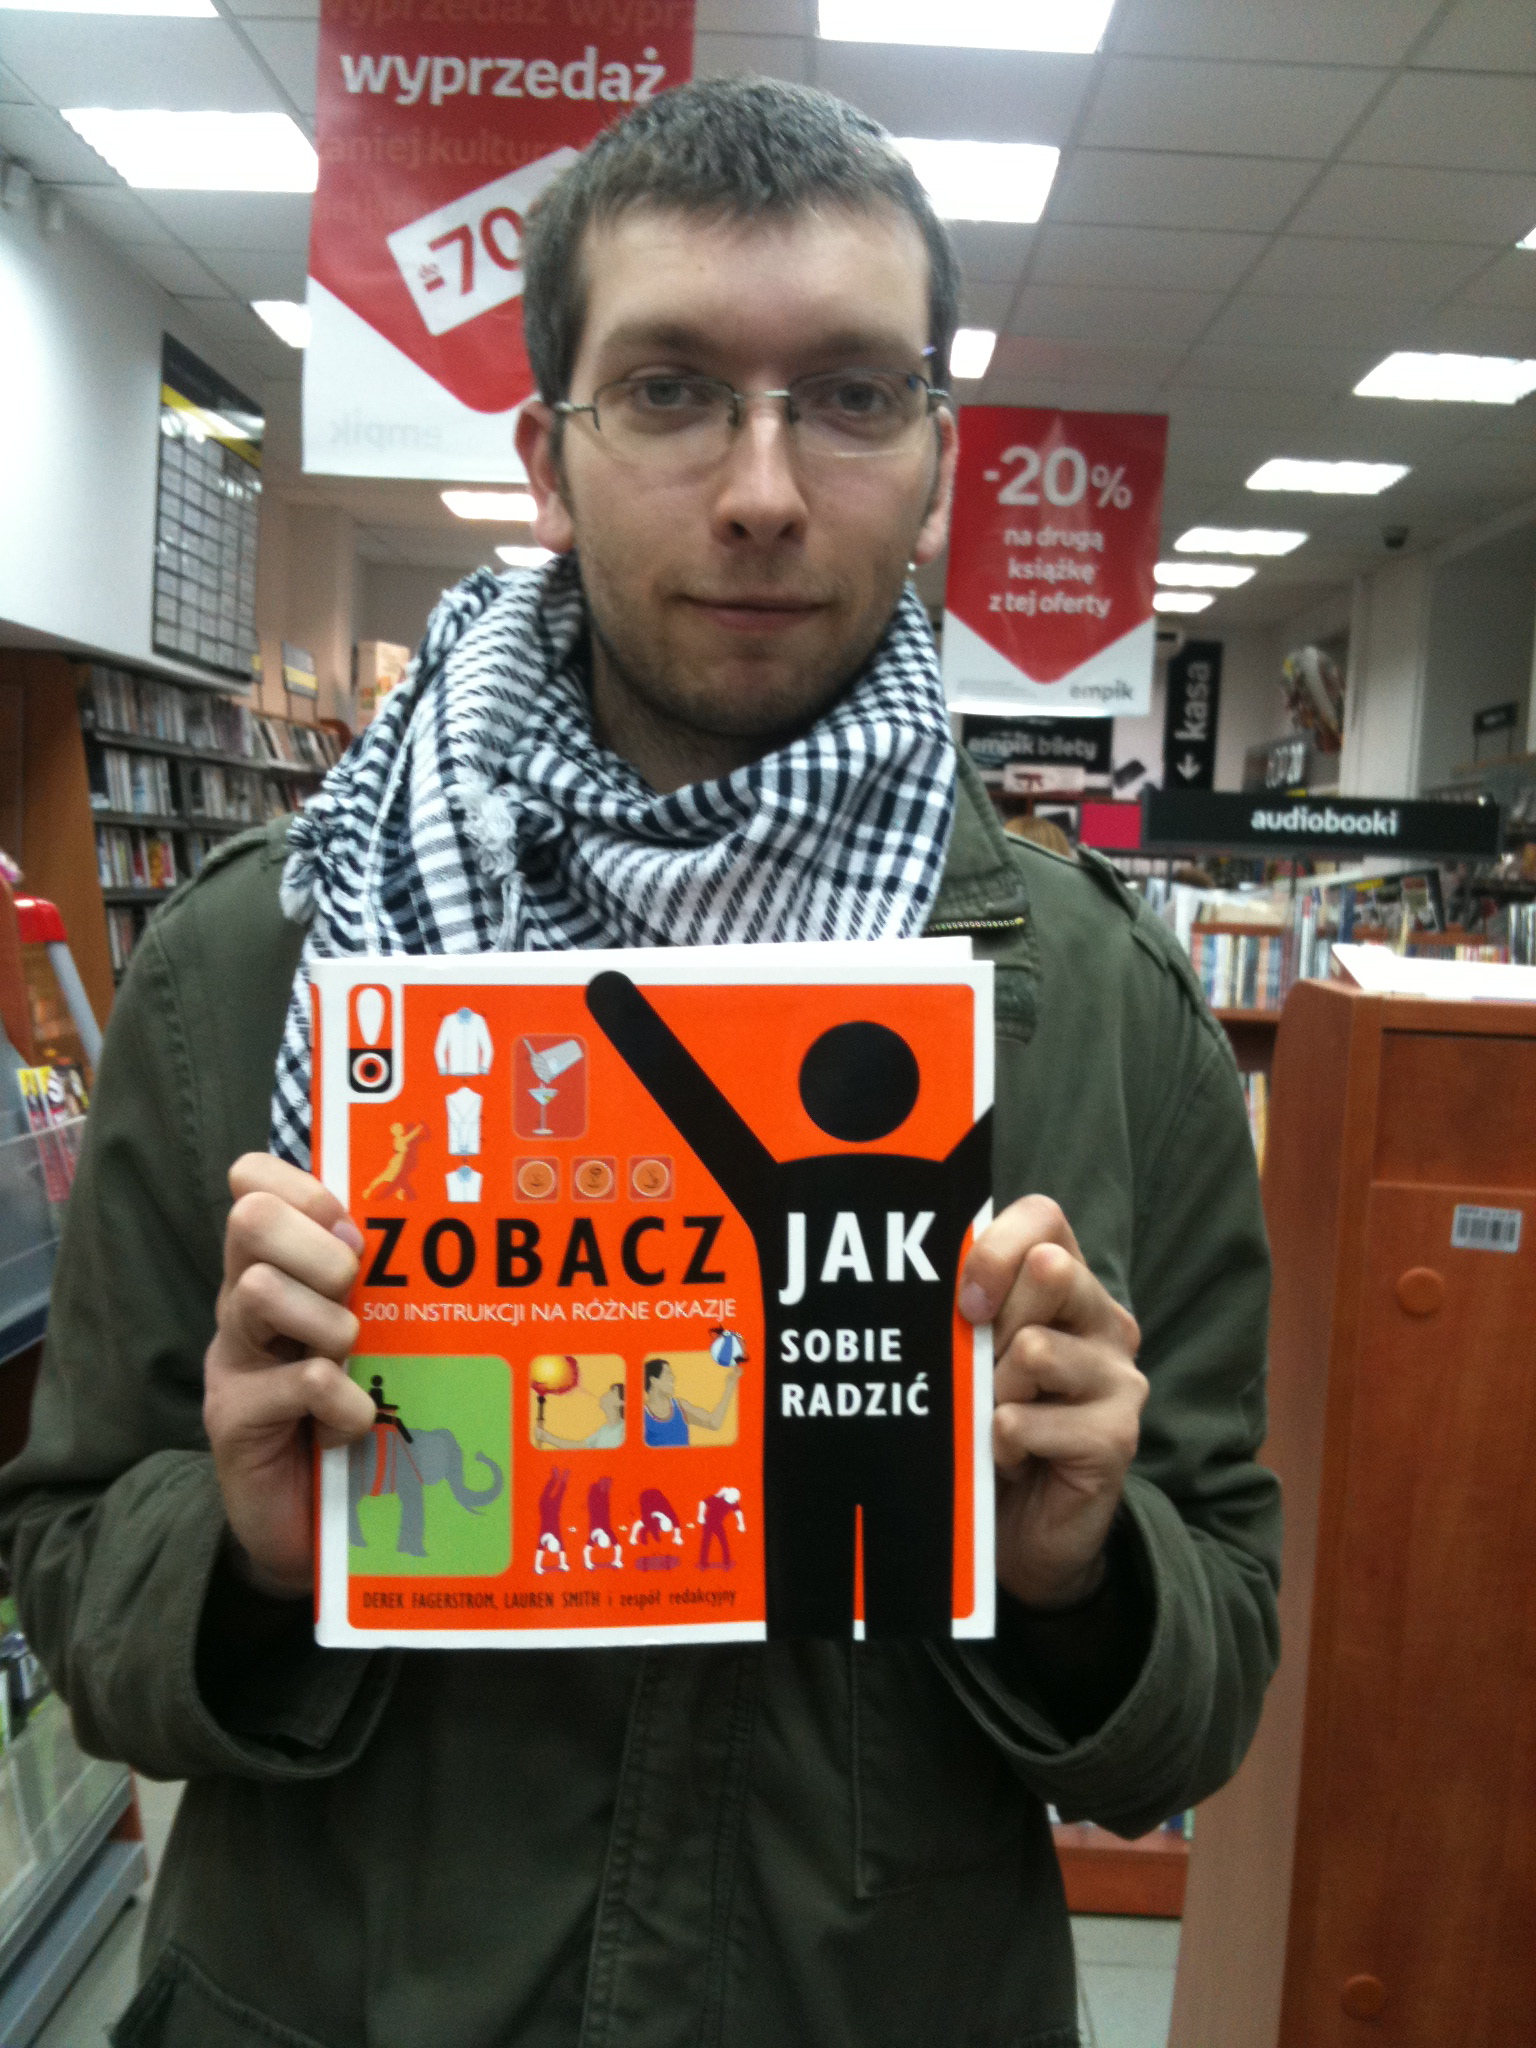 wyprzedaż
-70
-20%
na drugą
książkę
z tej oferty
empik
empik bilety
kasa
audiobooki
ZOBACZ
500 INSTRUKCJI NA RÓŻNE OKAZJE
JAK
SOBIE
RADZIĆ
DEREK FAGERSTROM, LAUREN SMITH i zespół redakcyjny